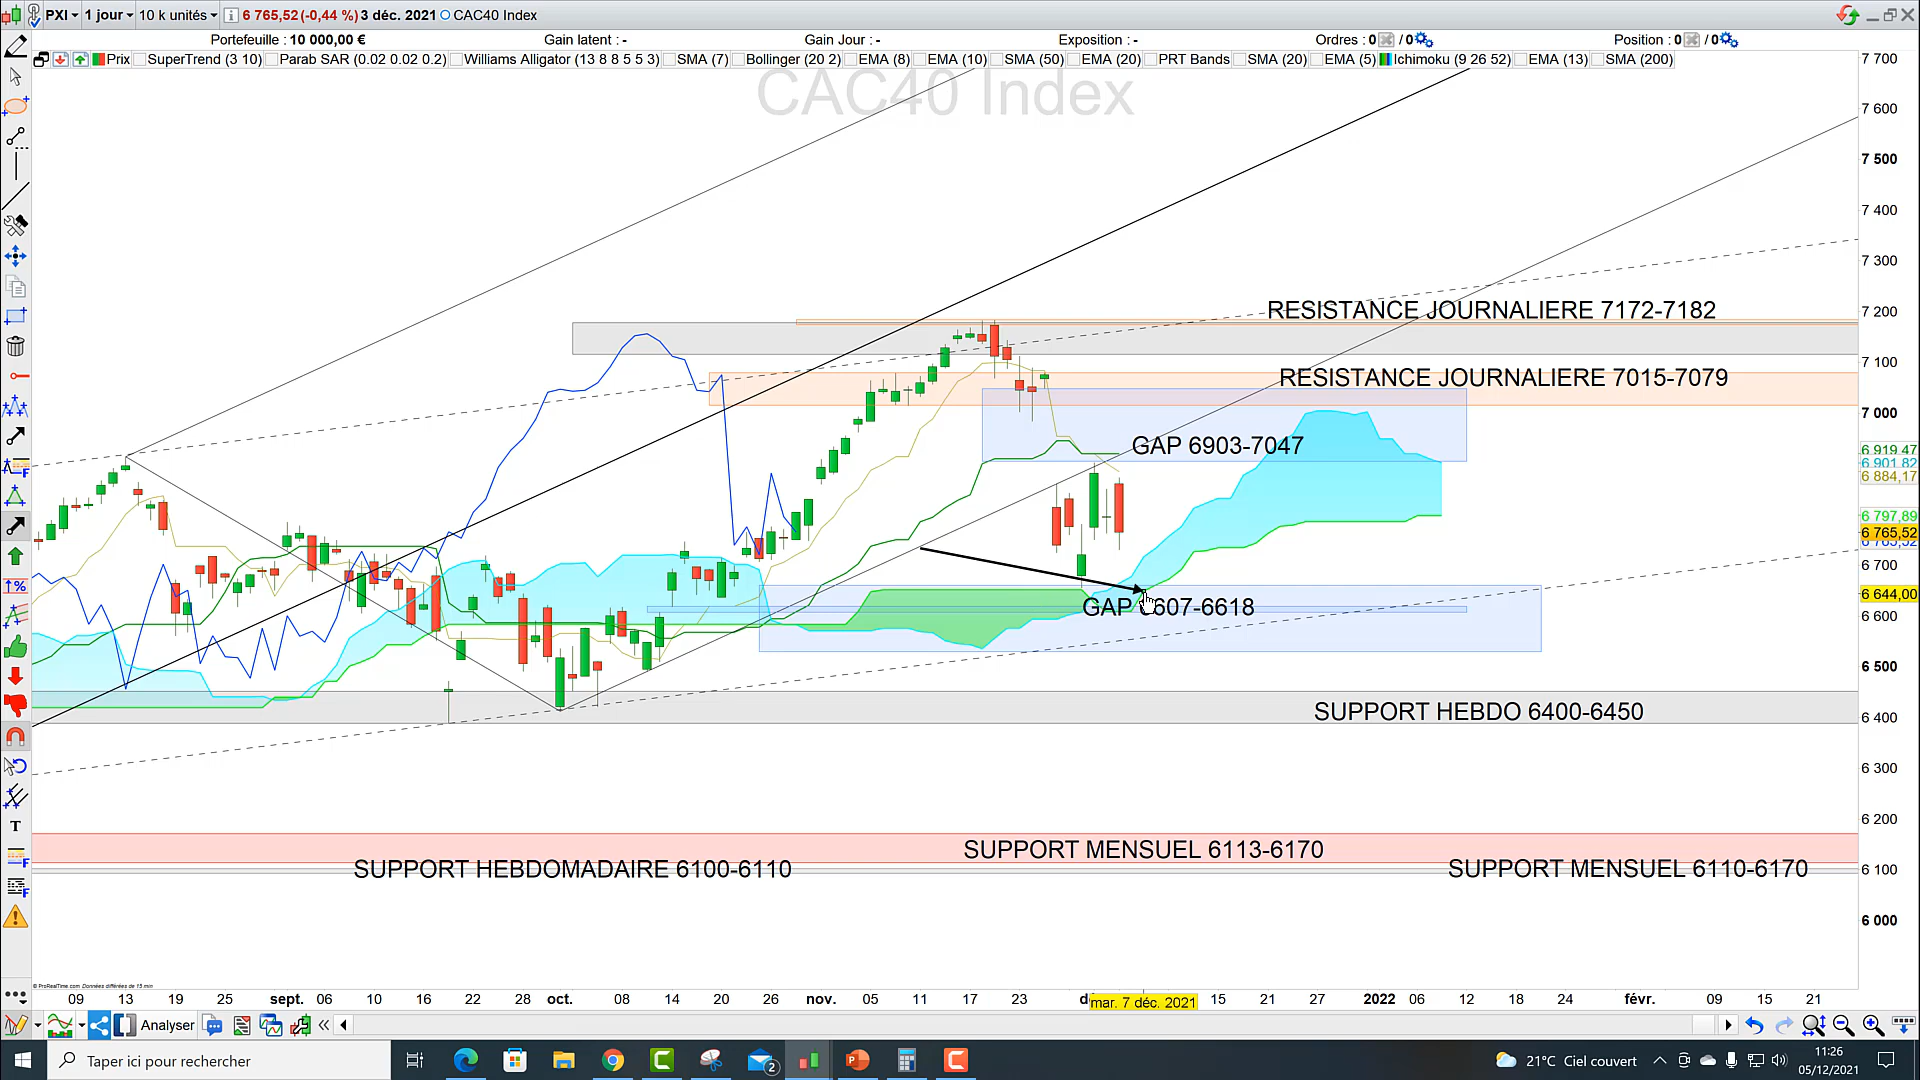 PXI 1 jour 10 k unités 6 765,52 (-0,44 %) 3 déc. 2021 CAC40 Index
Portefeuille : 10 000,00 € Gain latent : - Gain Jour : - Exposition : - Ordres : 0 / 0 Position : 0 / 0
Prix SuperTrend (3 10) Parab SAR (0.02 0.02 0.2) Williams Alligator (13 8 8 5 5 3) SMA (7) Bollinger (20 2) EMA (8) EMA (10) SMA (50) EMA (20) PRT Bands SMA (20) EMA (5) Ichimoku (9 26 52) EMA (13) SMA (200)
CAC40 Index
7 700
7 600
7 500
7 400
7 300
RESISTANCE JOURNALIERE 7172-7182
7 200
7 100
RESISTANCE JOURNALIERE 7015-7079
7 000
GAP 6903-7047
6 919,47
6 901,82
6 884,17
6 797,89
6 765,52
6 700
6 644,00
GAP 6607-6618
6 600
6 500
SUPPORT HEBDO 6400-6450
6 400
6 300
6 200
SUPPORT MENSUEL 6113-6170
SUPPORT HEBDOMADAIRE 6100-6110
SUPPORT MENSUEL 6110-6170
6 100
6 000
© ProRealTime.com Données différées de 15 min
09 13 19 25 sept. 06 10 16 22 28 oct. 08 14 20 26 nov. 05 11 17 23 d mar. 7 déc. 2021 15 21 27 2022 06 12 18 24 févr. 09 15 21
Analyser
Taper ici pour rechercher
2
21°C Ciel couvert
11:26
05/12/2021